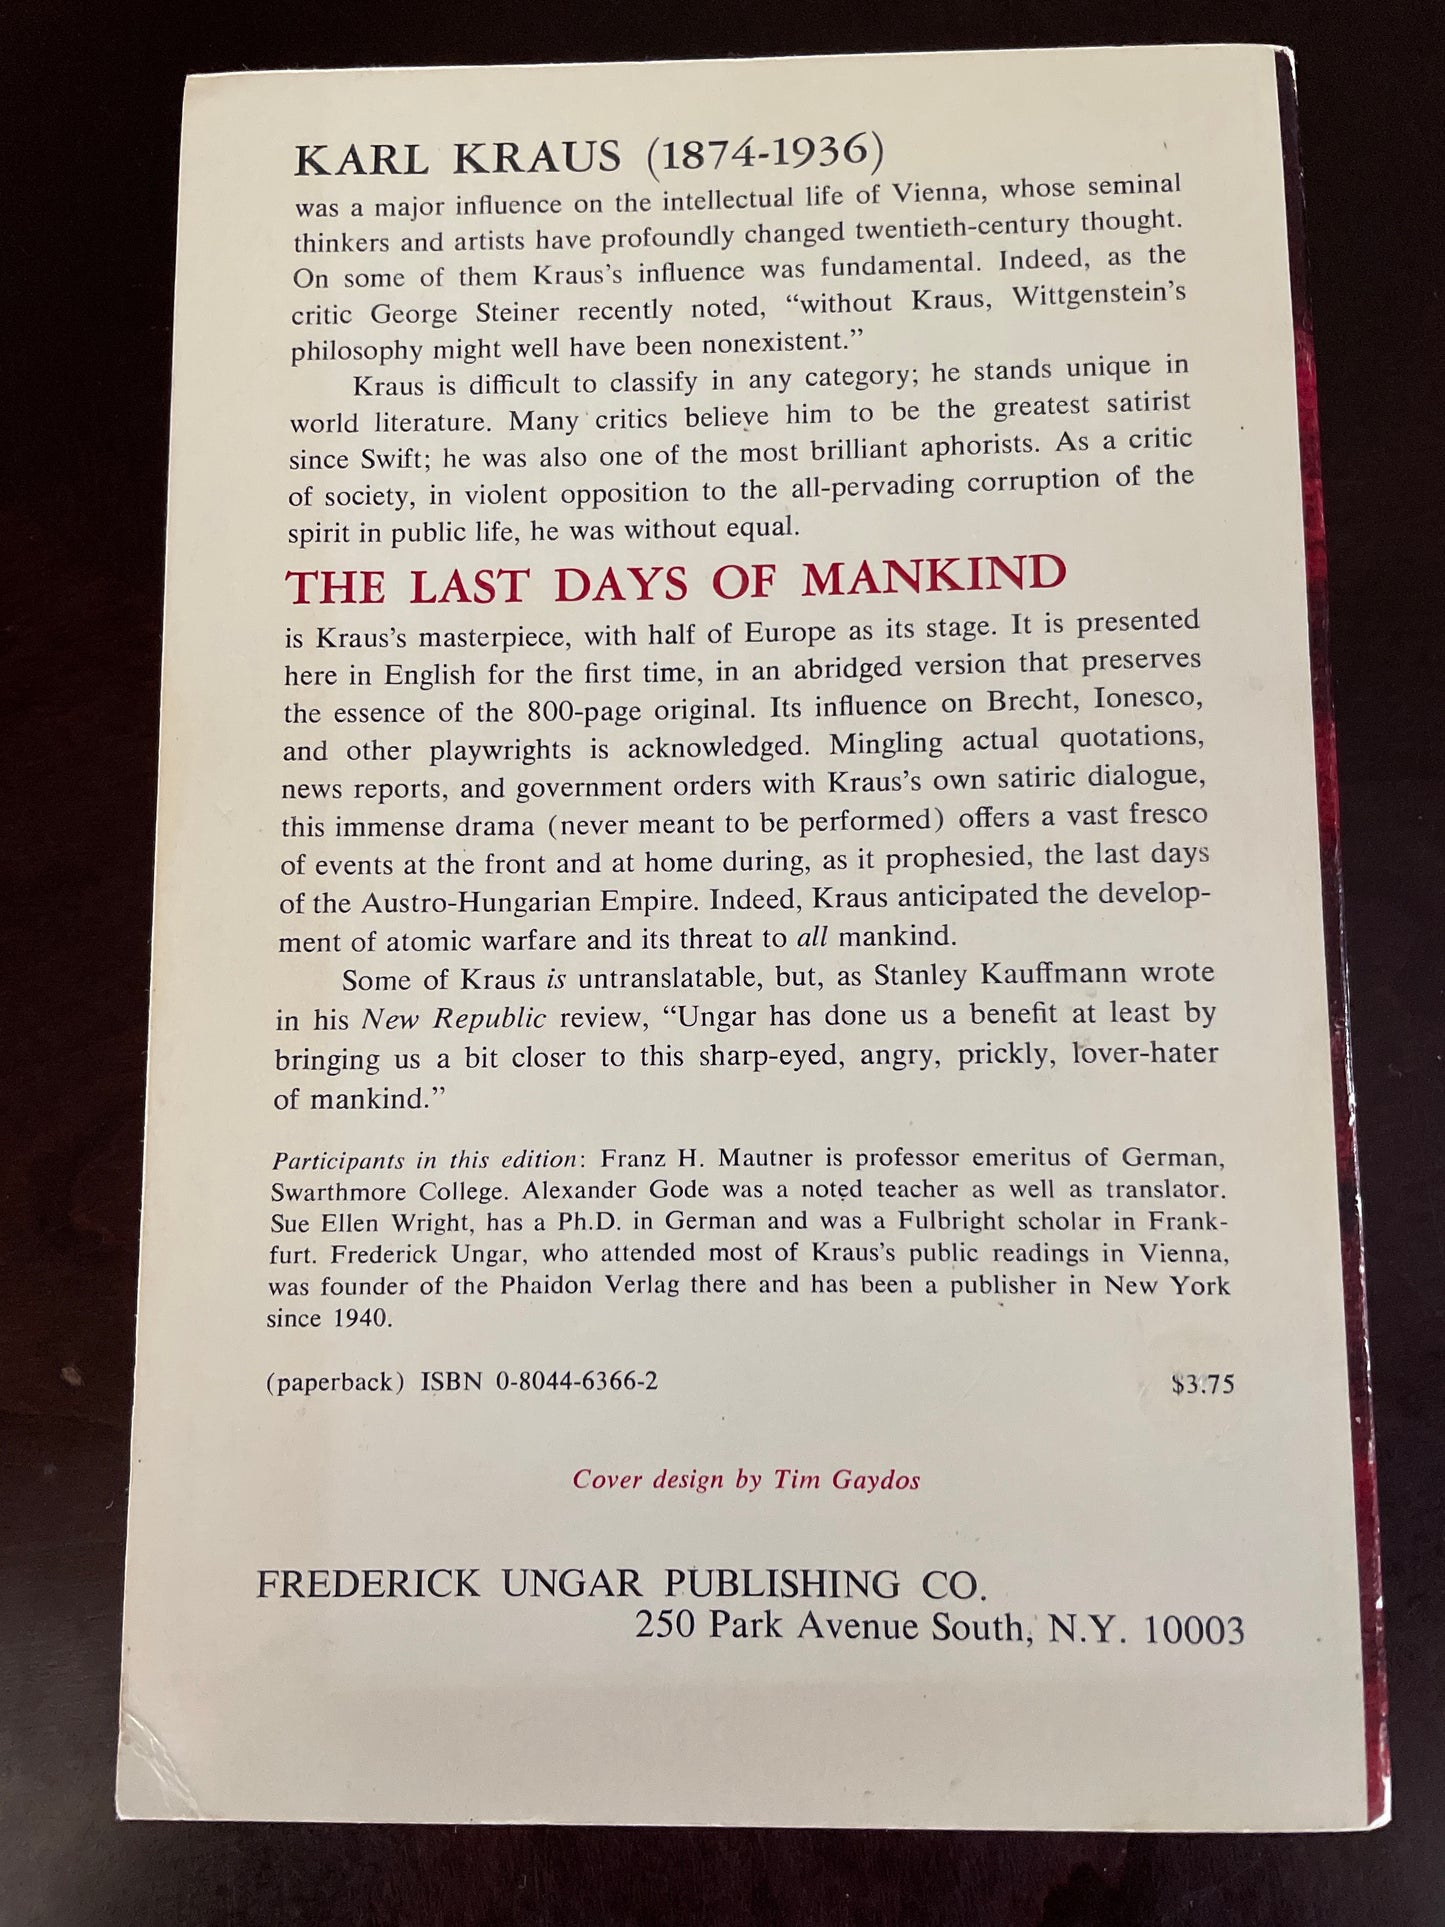 KARL KRAUS (1874-1936)
was a major influence on the intellectual life of Vienna, whose seminal
thinkers and artists have profoundly changed twentieth-century thought.
On some of them Kraus's influence was fundamental. Indeed, as the
critic George Steiner recently noted, “without Kraus, Wittgenstein's
philosophy might well have been nonexistent.”
Kraus is difficult to classify in any category; he stands unique in
world literature. Many critics believe him to be the greatest satirist
since Swift; he was also one of the most brilliant aphorists. As a critic
of society, in violent opposition to the all-pervading corruption of the
spirit in public life, he was without equal.
THE LAST DAYS OF MANKIND
is Kraus's masterpiece, with half of Europe as its stage. It is presented
here in English for the first time, in an abridged version that preserves
the essence of the 800-page original. Its influence on Brecht, Ionesco,
and other playwrights is acknowledged. Mingling actual quotations,
news reports, and government orders with Kraus's own satiric dialogue,
this immense drama (never meant to be performed) offers a vast fresco
of events at the front and at home during, as it prophesied, the last days
of the Austro-Hungarian Empire. Indeed, Kraus anticipated the develop-
ment of atomic warfare and its threat to all mankind.
Some of Kraus is untranslatable, but, as Stanley Kauffmann wrote
in his New Republic review, “Ungar has done us a benefit at least by
bringing us a bit closer to this sharp-eyed, angry, prickly, lover-hater
of mankind.”
Participants in this edition: Franz H. Mautner is professor emeritus of German,
Swarthmore College. Alexander Gode was a noted teacher as well as translator.
Sue Ellen Wright, has a Ph.D. in German and was a Fulbright scholar in Frank-
furt. Frederick Ungar, who attended most of Kraus's public readings in Vienna,
was founder of the Phaidon Verlag there and has been a publisher in New York
since 1940.
(paperback) ISBN 0-8044-6366-2 $3.75
Cover design by Tim Gaydos
FREDERICK UNGAR PUBLISHING CO.
250 Park Avenue South, N.Y. 10003